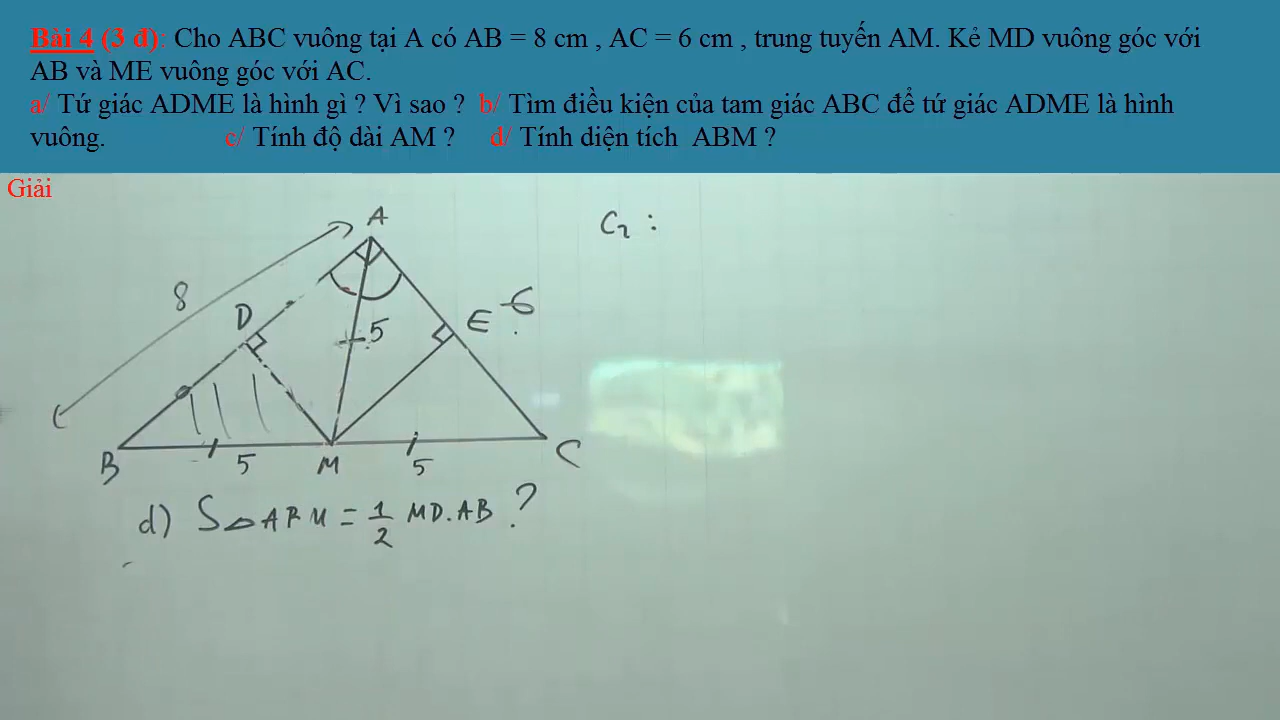 Bài 4 (3 đ): Cho ABC vuông tại A có AB = 8 cm , AC = 6 cm , trung tuyến AM. Kẻ MD vuông góc với
AB và ME vuông góc với AC.
a/ Tứ giác ADME là hình gì ? Vì sao ? b/ Tìm điều kiện của tam giác ABC để tứ giác ADME là hình
vuông. c/ Tính độ dài AM ? d/ Tính diện tích ABM ?
Giải
A
C₂ :
8
D
E
6
5
B
5
M
5
C
d) S△ABM = 1/2 MD.AB ?